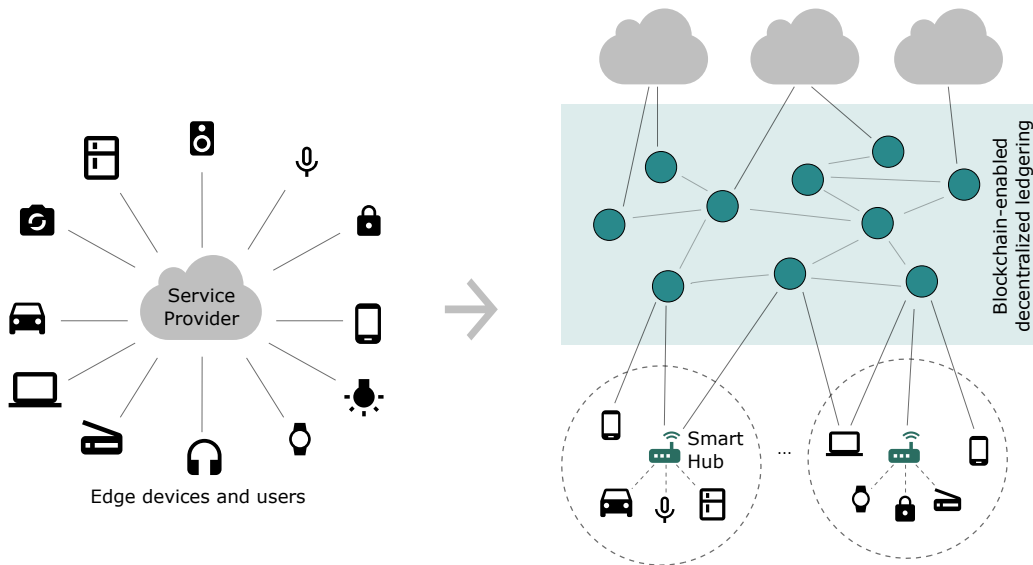 Service
Provider
Edge devices and users
Blockchain-enabled
decentralized ledgering
Smart
Hub
...